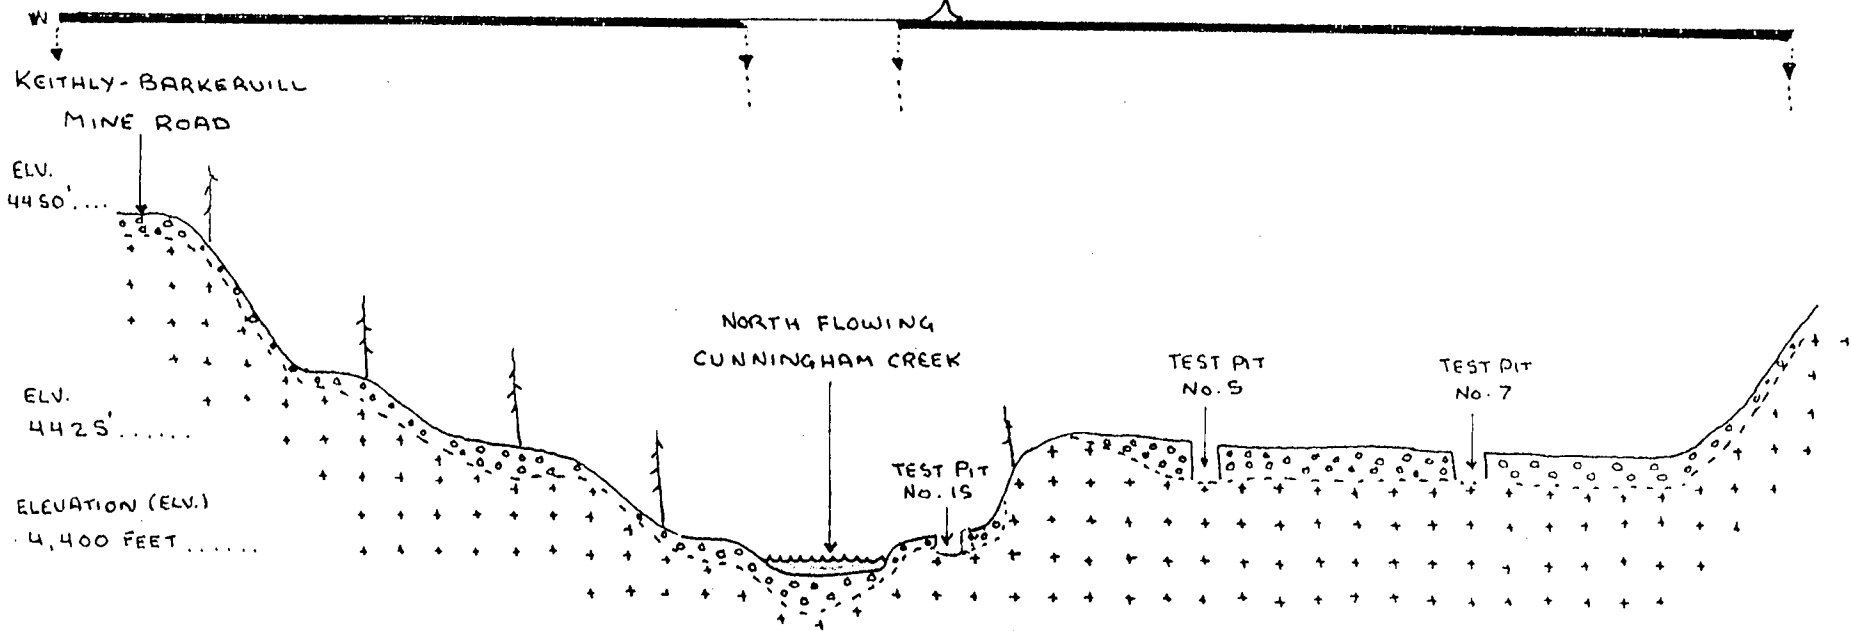 W
KEITHLY-BARKERVILL
MINE ROAD
ELV.
4450'....
NORTH FLOWING
CUNNINGHAM CREEK
TEST PIT
No. 5
TEST PIT
No. 7
ELV.
4425'......
TEST PIT
No. 15
ELEVATION (ELV.)
4,400 FEET......